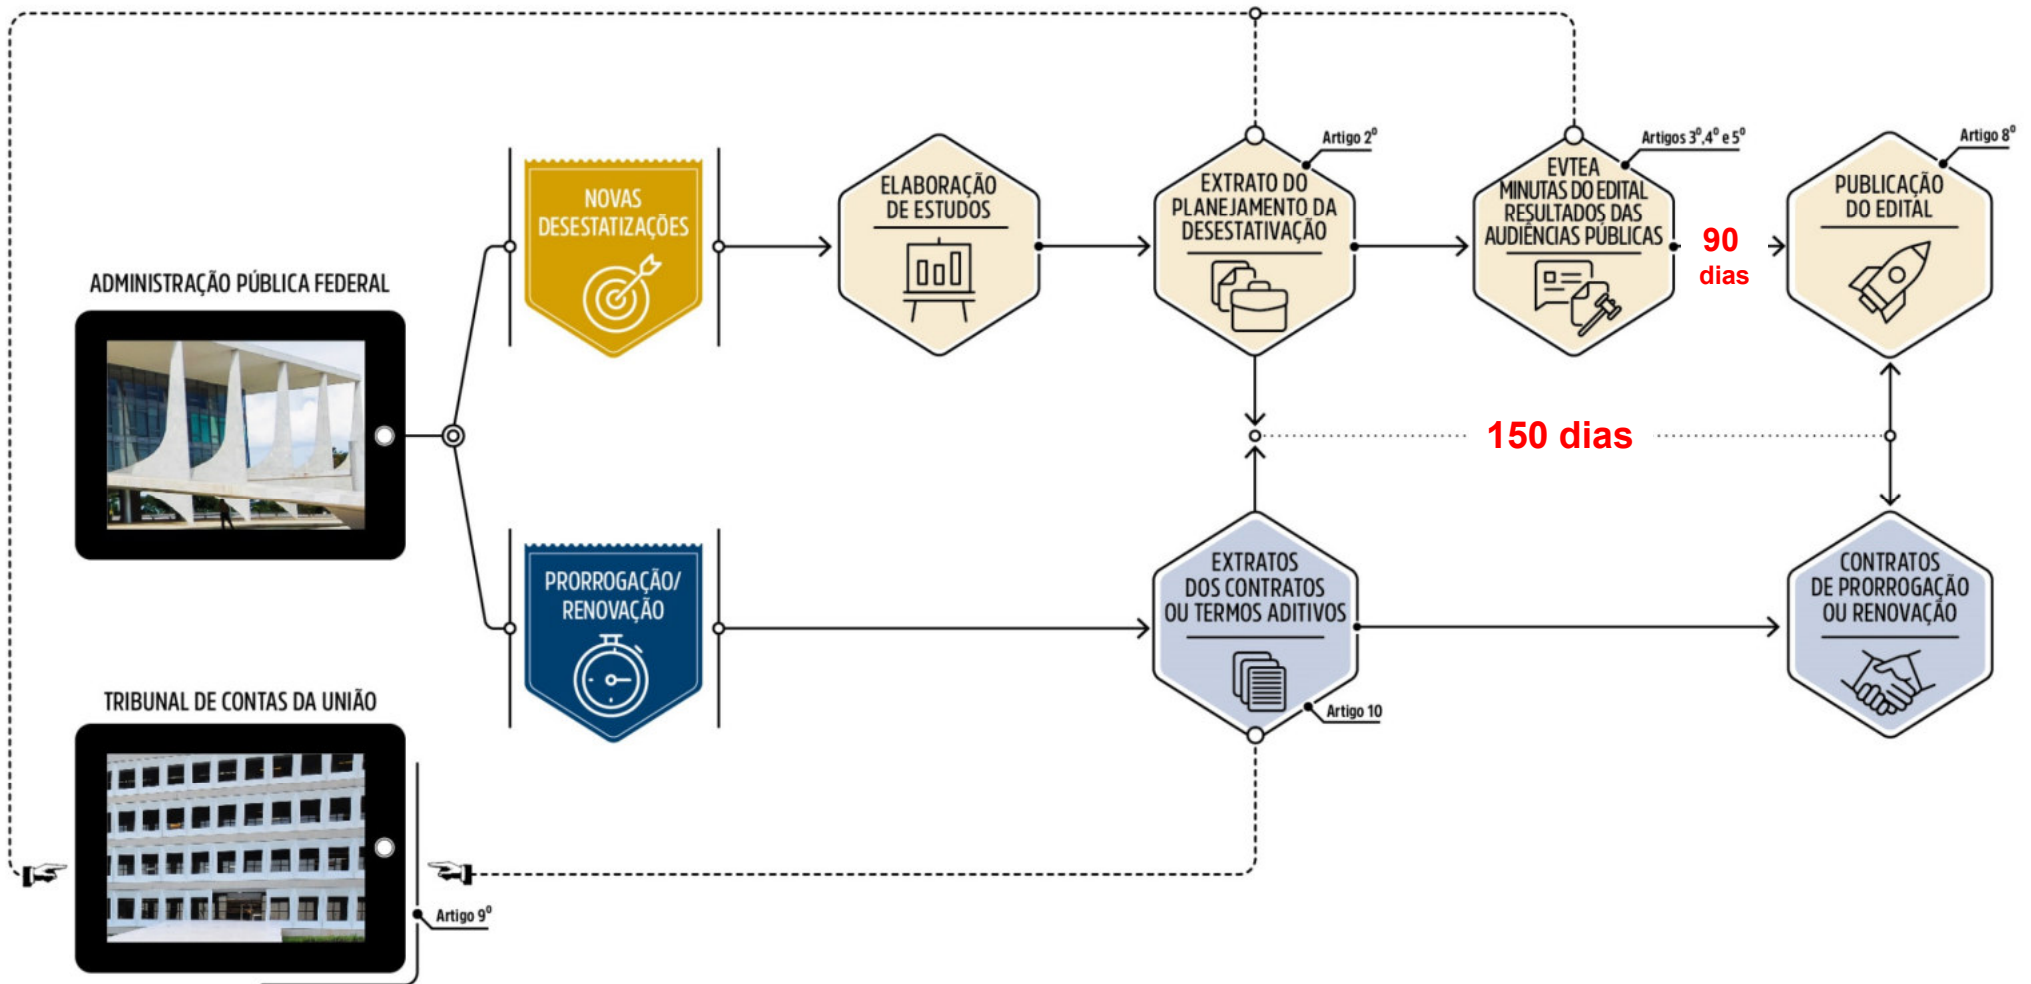 ADMINISTRAÇÃO PÚBLICA FEDERAL
NOVAS
DESESTATIZAÇÕES
ELABORAÇÃO
DE ESTUDOS
Artigo 2º
EXTRATO DO
PLANEJAMENTO DA
DESESTATIVAÇÃO
Artigos 3º,4º e 5º
EVTEA
MINUTAS DO EDITAL
RESULTADOS DAS
AUDIÊNCIAS PÚBLICAS
90
dias
Artigo 8º
PUBLICAÇÃO
DO EDITAL
150 dias
PRORROGAÇÃO/
RENOVAÇÃO
EXTRATOS
DOS CONTRATOS
OU TERMOS ADITIVOS
Artigo 10
CONTRATOS
DE PRORROGAÇÃO
OU RENOVAÇÃO
TRIBUNAL DE CONTAS DA UNIÃO
Artigo 9º